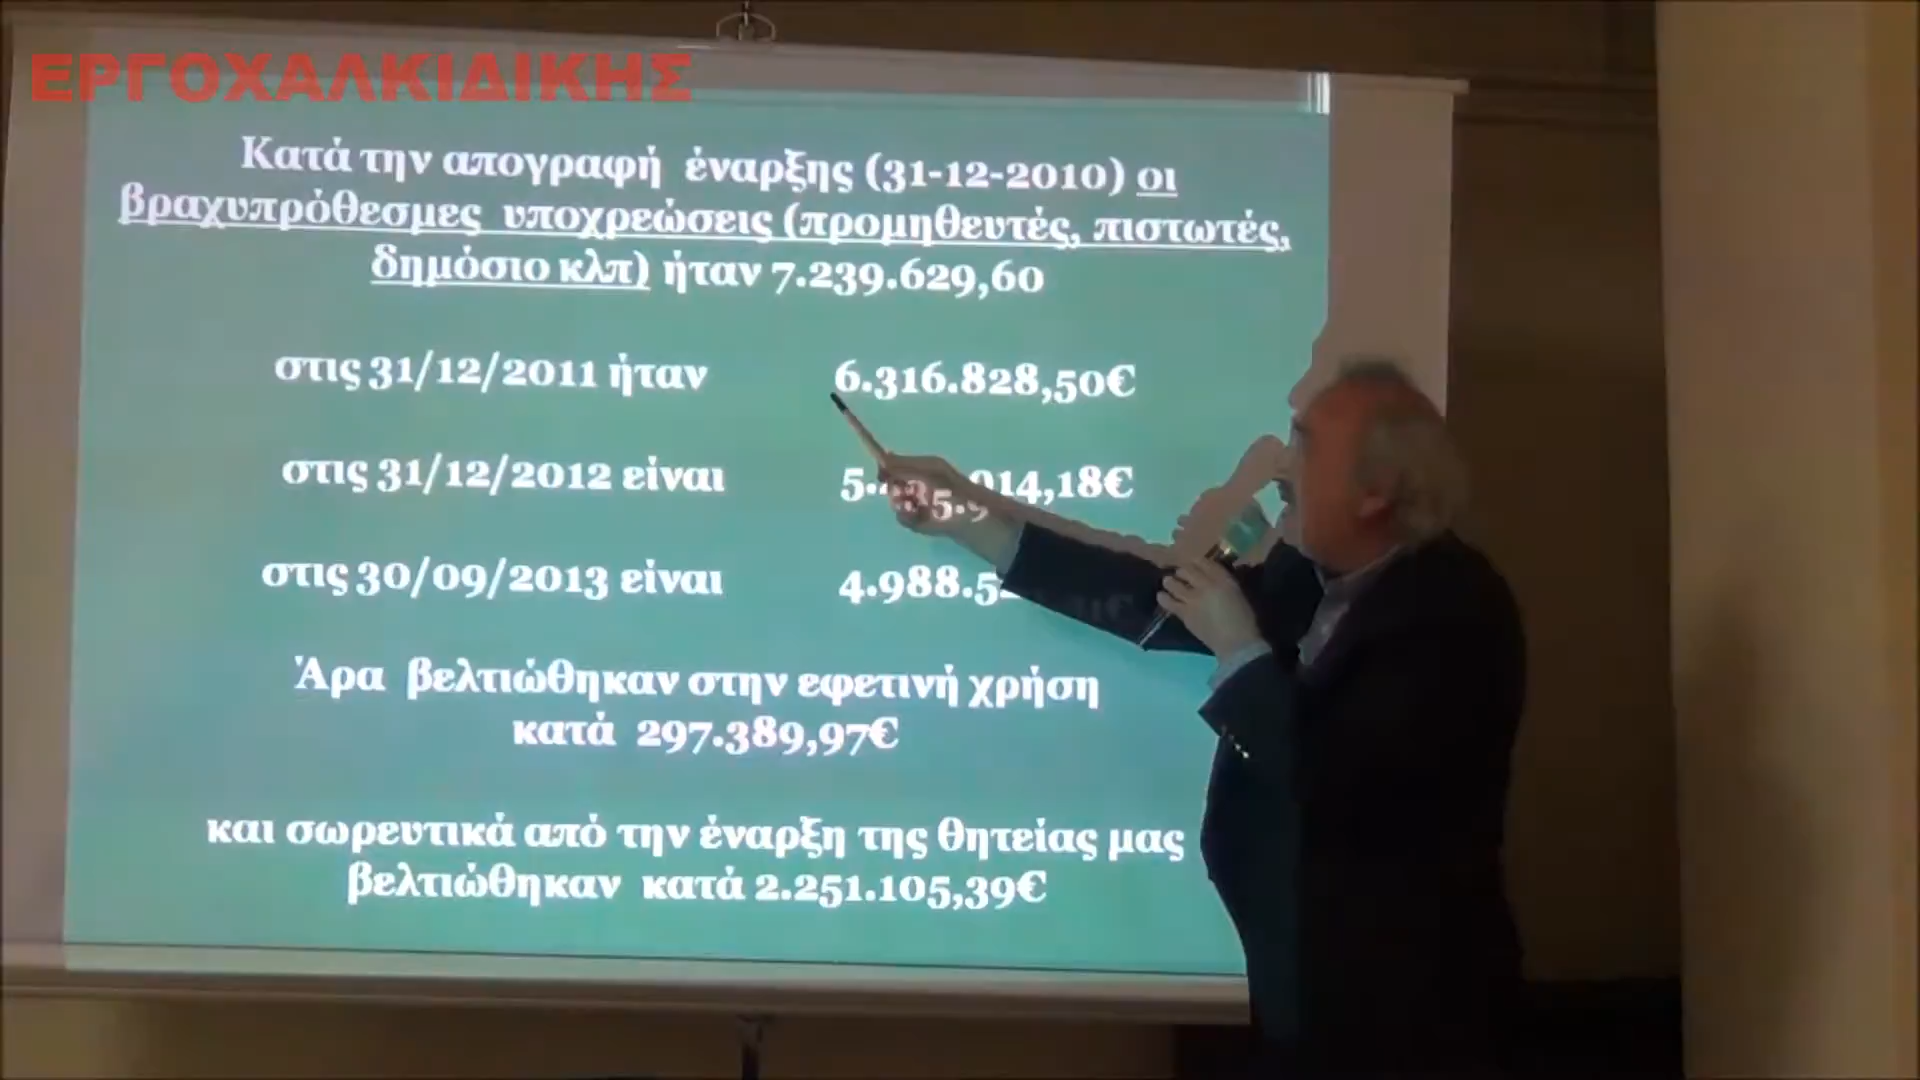 ΕΡΓΟΧΑΛΚΙΔΙΚΗΣ
Κατά την απογραφή έναρξης (31-12-2010) οι
βραχυπρόθεσμες υποχρεώσεις (προμηθευτές, πιστωτές,
δημόσιο κλπ) ήταν 7.239.629,60
στις 31/12/2011 ήταν 6.316.828,50€
στις 31/12/2012 είναι
στις 30/09/2013 είναι
Άρα βελτιώθηκαν στην εφετινή χρήση
κατά 297.389,97€
και σωρευτικά από την έναρξη της θητείας μας
βελτιώθηκαν κατά 2.251.105,39€